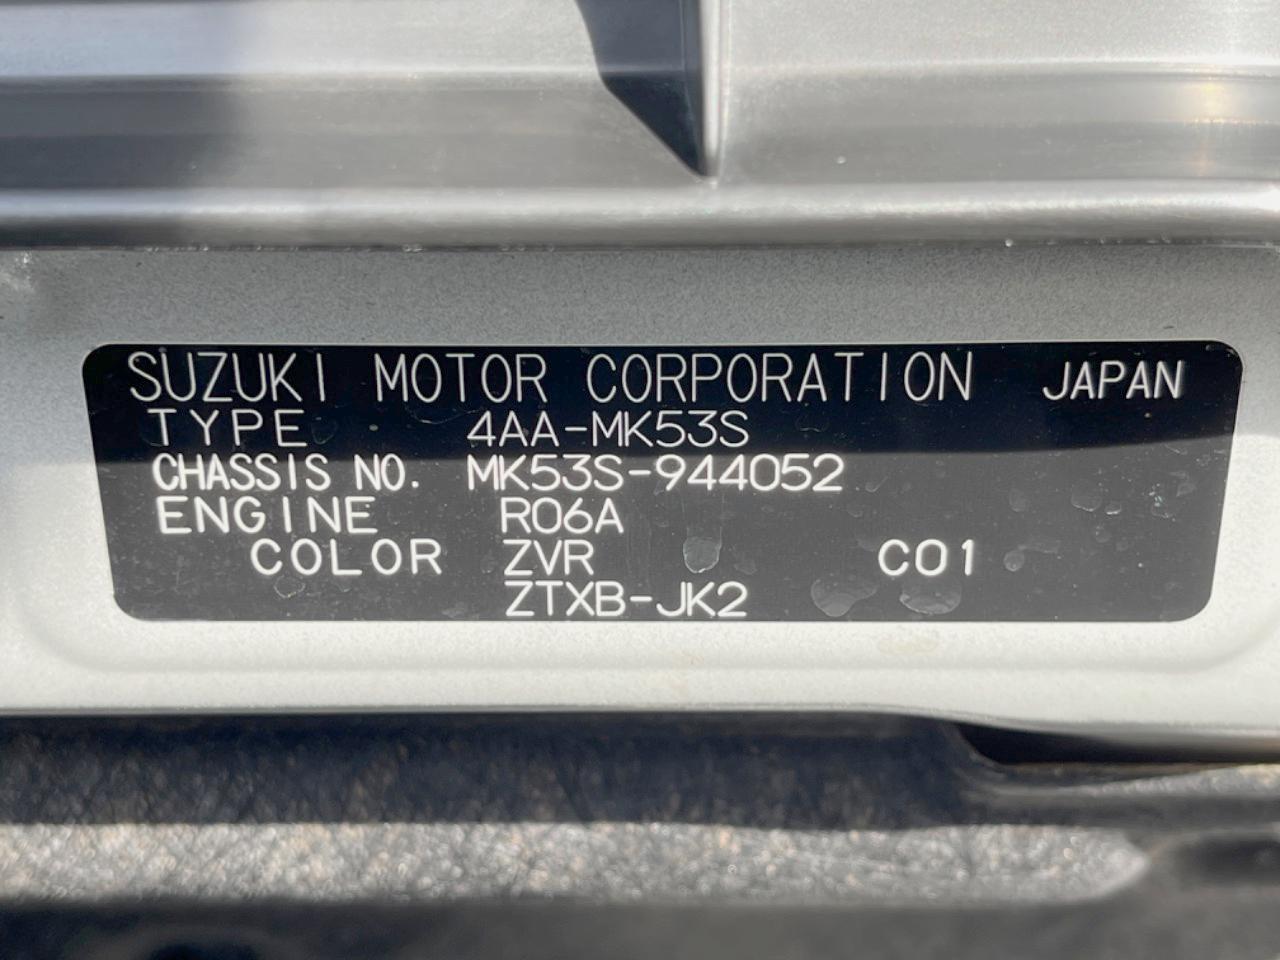 SUZUKI MOTOR CORPORATION JAPAN
TYPE 4AA-MK53S
CHASSIS NO. MK53S-944052
ENGINE R06A
COLOR ZVR C01
ZTXB-JK2